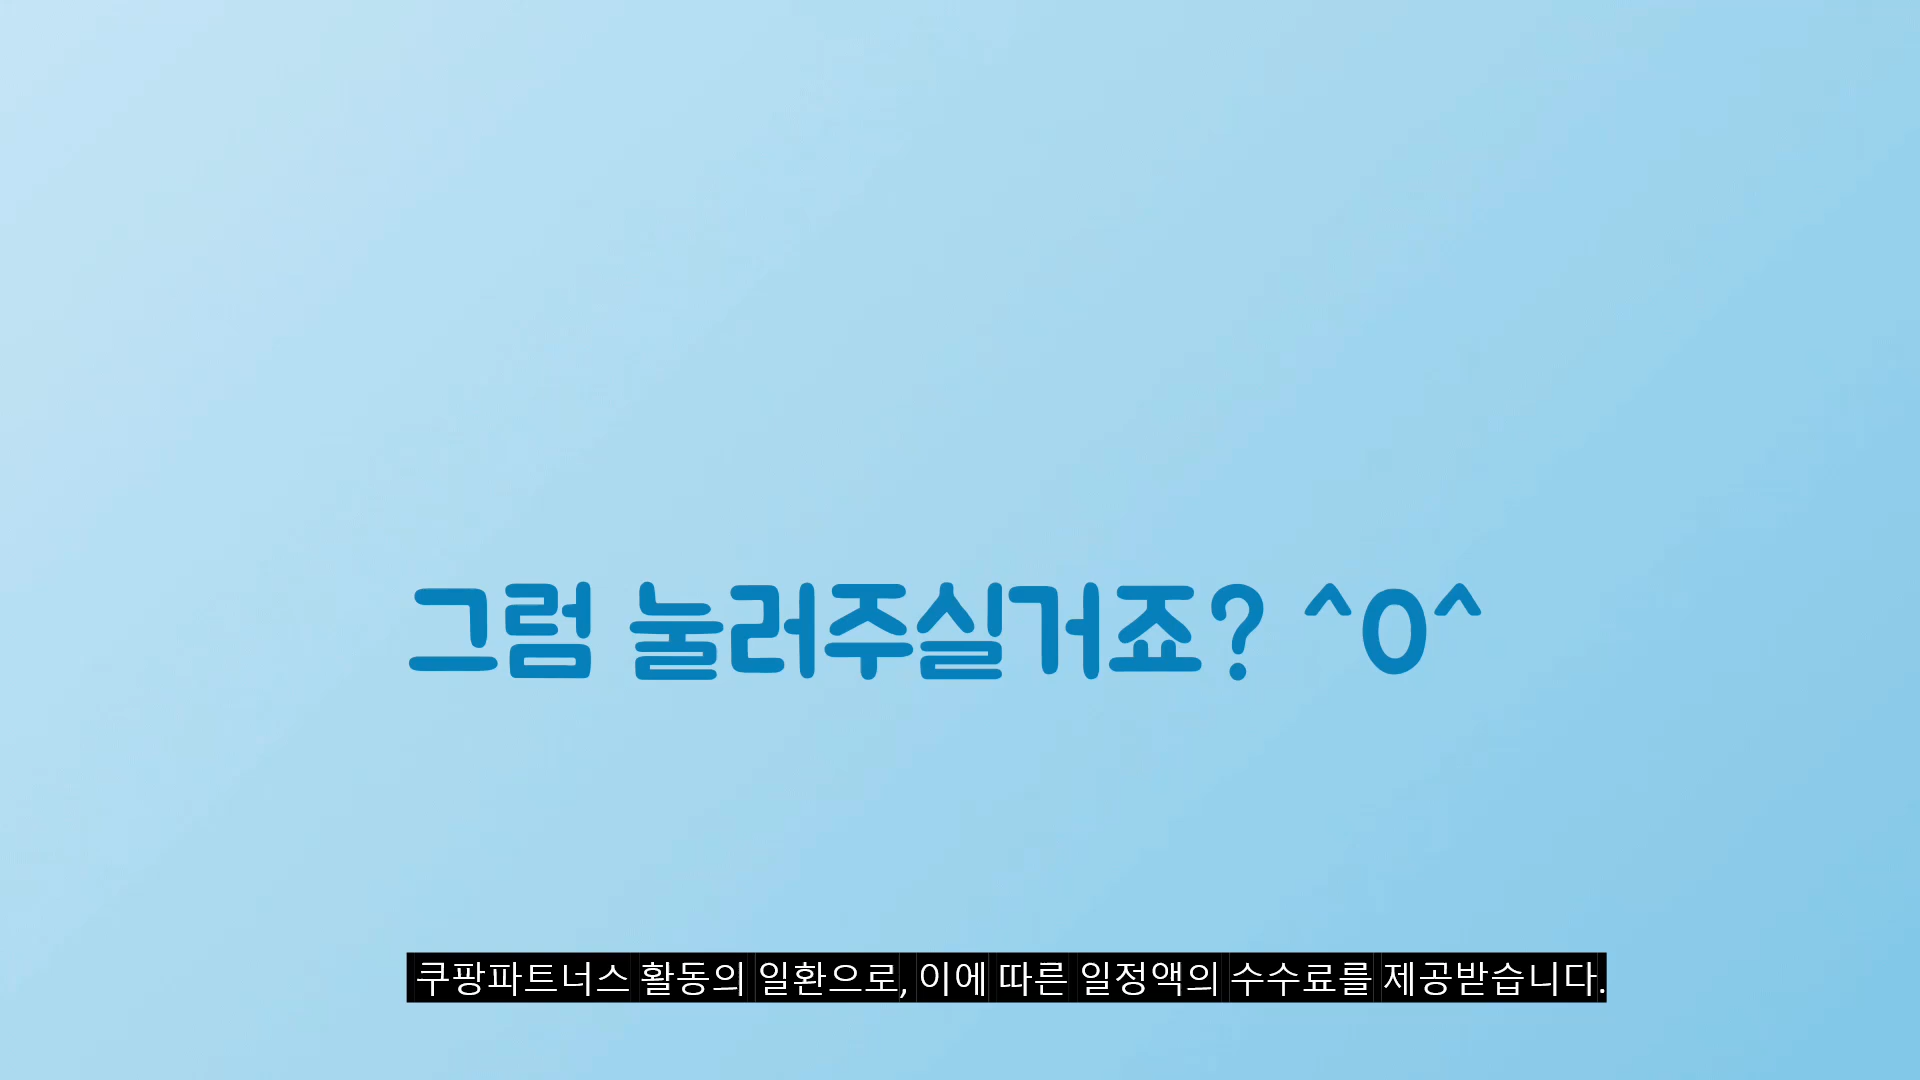 그럼 눌러주실거죠? ^0^
쿠팡파트너스 활동의 일환으로, 이에 따른 일정액의 수수료를 제공받습니다.